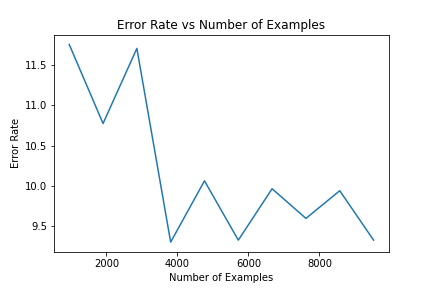 Error Rate vs Number of Examples
11.5
11.0
10.5
10.0
9.5
Error Rate
2000 4000 6000 8000
Number of Examples